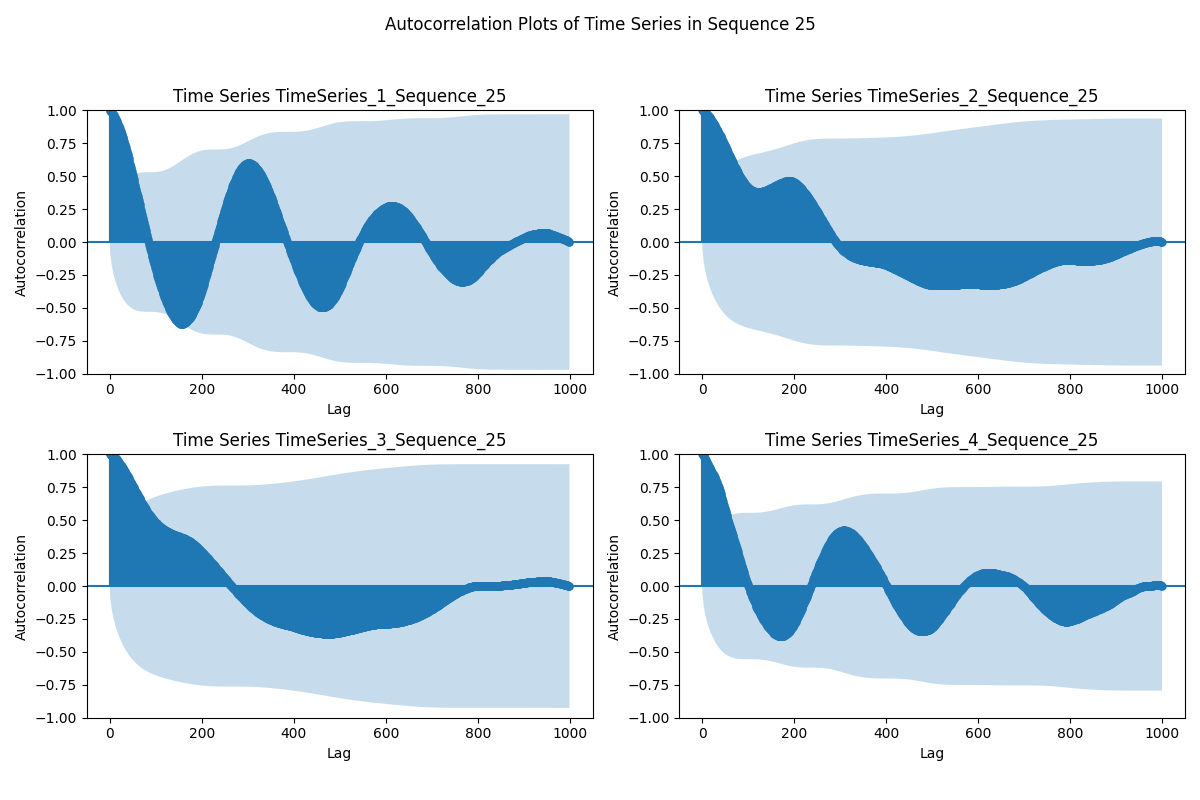 Autocorrelation Plots of Time Series in Sequence 25
Time Series TimeSeries_1_Sequence_25
1.00
0.75
0.50
0.25
0.00
−0.25
−0.50
−0.75
−1.00
Autocorrelation
0 200 400 600 800 1000
Lag
Time Series TimeSeries_2_Sequence_25
1.00
0.75
0.50
0.25
0.00
−0.25
−0.50
−0.75
−1.00
Autocorrelation
0 200 400 600 800 1000
Lag
Time Series TimeSeries_3_Sequence_25
1.00
0.75
0.50
0.25
0.00
−0.25
−0.50
−0.75
−1.00
Autocorrelation
0 200 400 600 800 1000
Lag
Time Series TimeSeries_4_Sequence_25
1.00
0.75
0.50
0.25
0.00
−0.25
−0.50
−0.75
−1.00
Autocorrelation
0 200 400 600 800 1000
Lag